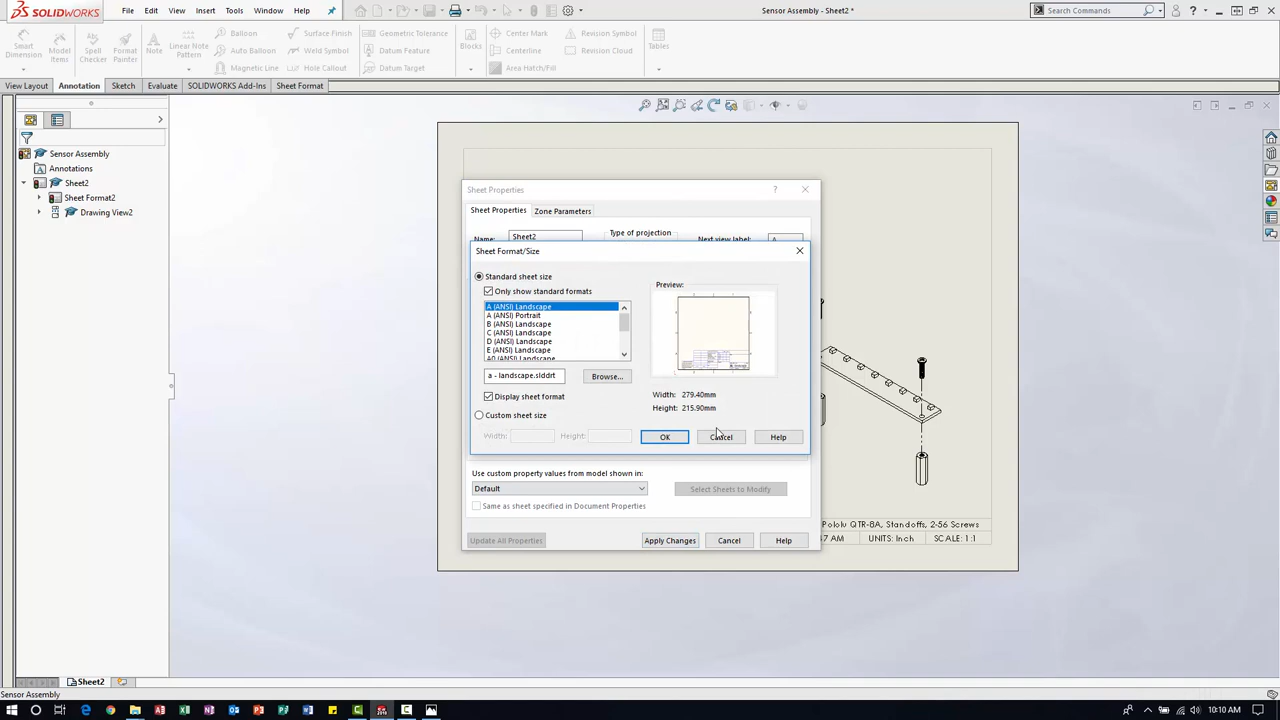 SOLIDWORKS File Edit View Insert Tools Window Help Sensor Assembly - Sheet2 * Search Commands
Smart Dimension Model Items Spell Checker Format Painter Note Linear Note Pattern
Balloon Surface Finish Geometric Tolerance Center Mark Revision Symbol
Auto Balloon Weld Symbol Datum Feature Blocks Centerline Revision Cloud Tables
Magnetic Line Hole Callout Datum Target Area Hatch/Fill
View Layout Annotation Sketch Evaluate SOLIDWORKS Add-Ins Sheet Format
Sensor Assembly
Annotations
Sheet2
Sheet Format2
Drawing View2
Sheet Properties ?
Sheet Properties Zone Parameters
Name: Sheet2 Type of projection Next view label: A
Sheet Format/Size
Standard sheet size
Only show standard formats
Preview:
A (ANSI) Landscape
A (ANSI) Portrait
B (ANSI) Landscape
C (ANSI) Landscape
D (ANSI) Landscape
E (ANSI) Landscape
A0 (ANSI) Landscape
a - landscape.slddrt Browse...
Display sheet format
Width: 279.40mm
Height: 215.90mm
Custom sheet size
Width: Height: OK Cancel Help
Use custom property values from model shown in:
Default Select Sheets to Modify
Same as sheet specified in Document Properties
Update All Properties Apply Changes Cancel Help
Pololu QTR-8A, Standoffs, 2-56 Screws
47 AM UNITS: Inch SCALE: 1:1
Sheet2
Sensor Assembly
10:10 AM